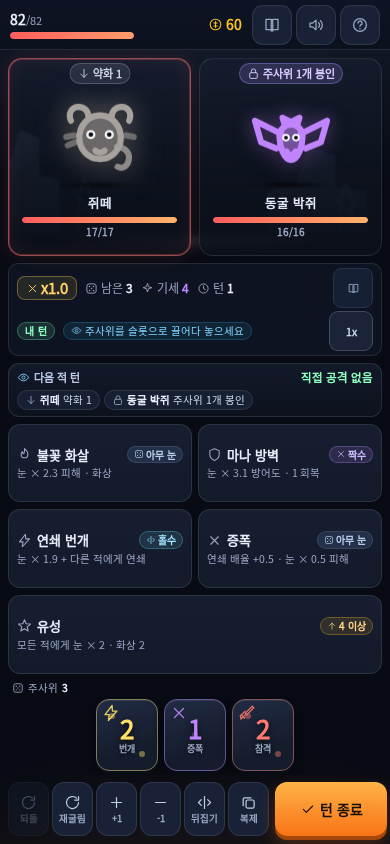 82/82
60
약화 1
쥐떼
17/17
주사위 1개 봉인
동굴 박쥐
16/16
x1.0 남은 3 기세 4 턴 1
내 턴 주사위를 슬롯으로 끌어다 놓으세요
1x
다음 적 턴 직접 공격 없음
쥐떼 약화 1 동굴 박쥐 주사위 1개 봉인
불꽃 화살 아무 눈
눈 × 2.3 피해 · 화상
마나 방벽 짝수
눈 × 3.1 방어도 · 1 회복
연쇄 번개 홀수
눈 × 1.9 + 다른 적에게 연쇄
증폭 아무 눈
연쇄 배율 +0.5 · 눈 × 0.5 피해
유성 4 이상
모든 적에게 눈 × 2 · 화상 2
주사위 3
2 번개
1 증폭
2 참격
되돌
재굴림
+1
-1
뒤집기
복제
턴 종료